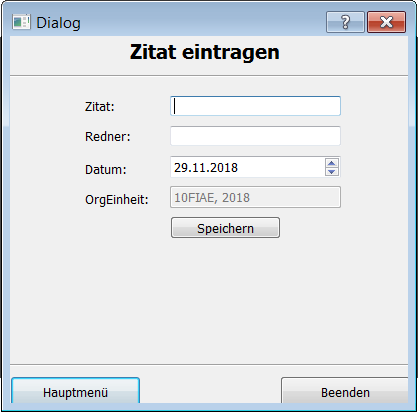 Dialog
Zitat eintragen
Zitat:
Redner:
Datum: 29.11.2018
OrgEinheit: 10FIAE, 2018
Speichern
Hauptmenü Beenden